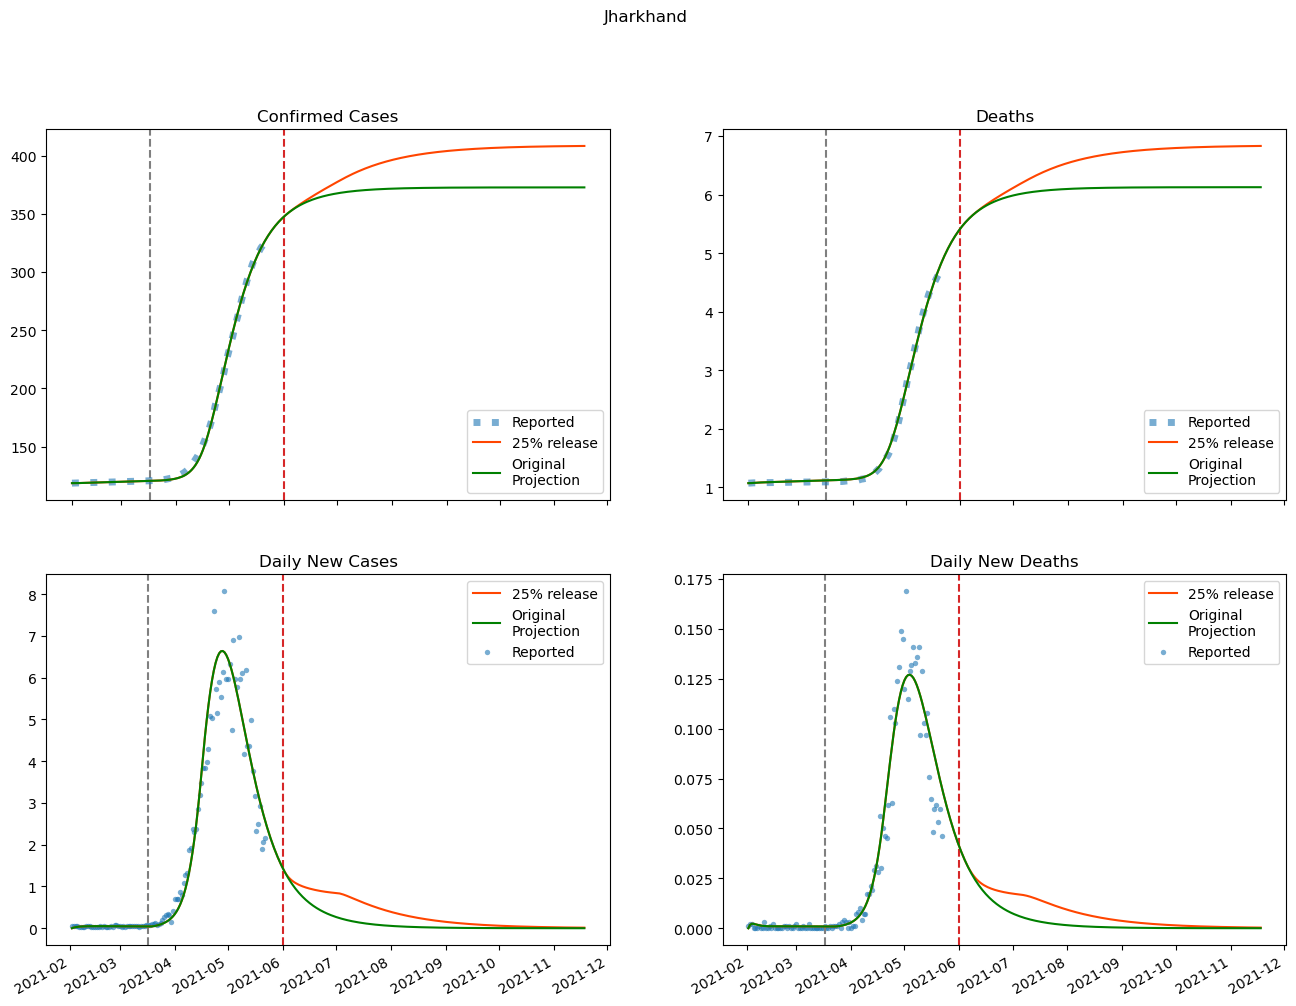 Jharkhand
Confirmed Cases
400
350
300
250
200
150
Reported
25% release
Original
Projection
Deaths
7
6
5
4
3
2
1
Reported
25% release
Original
Projection
Daily New Cases
8
7
6
5
4
3
2
1
0
25% release
Original
Projection
Reported
2021-02
2021-03
2021-04
2021-05
2021-06
2021-07
2021-08
2021-09
2021-10
2021-11
2021-12
Daily New Deaths
0.175
0.150
0.125
0.100
0.075
0.050
0.025
0.000
25% release
Original
Projection
Reported
2021-02
2021-03
2021-04
2021-05
2021-06
2021-07
2021-08
2021-09
2021-10
2021-11
2021-12